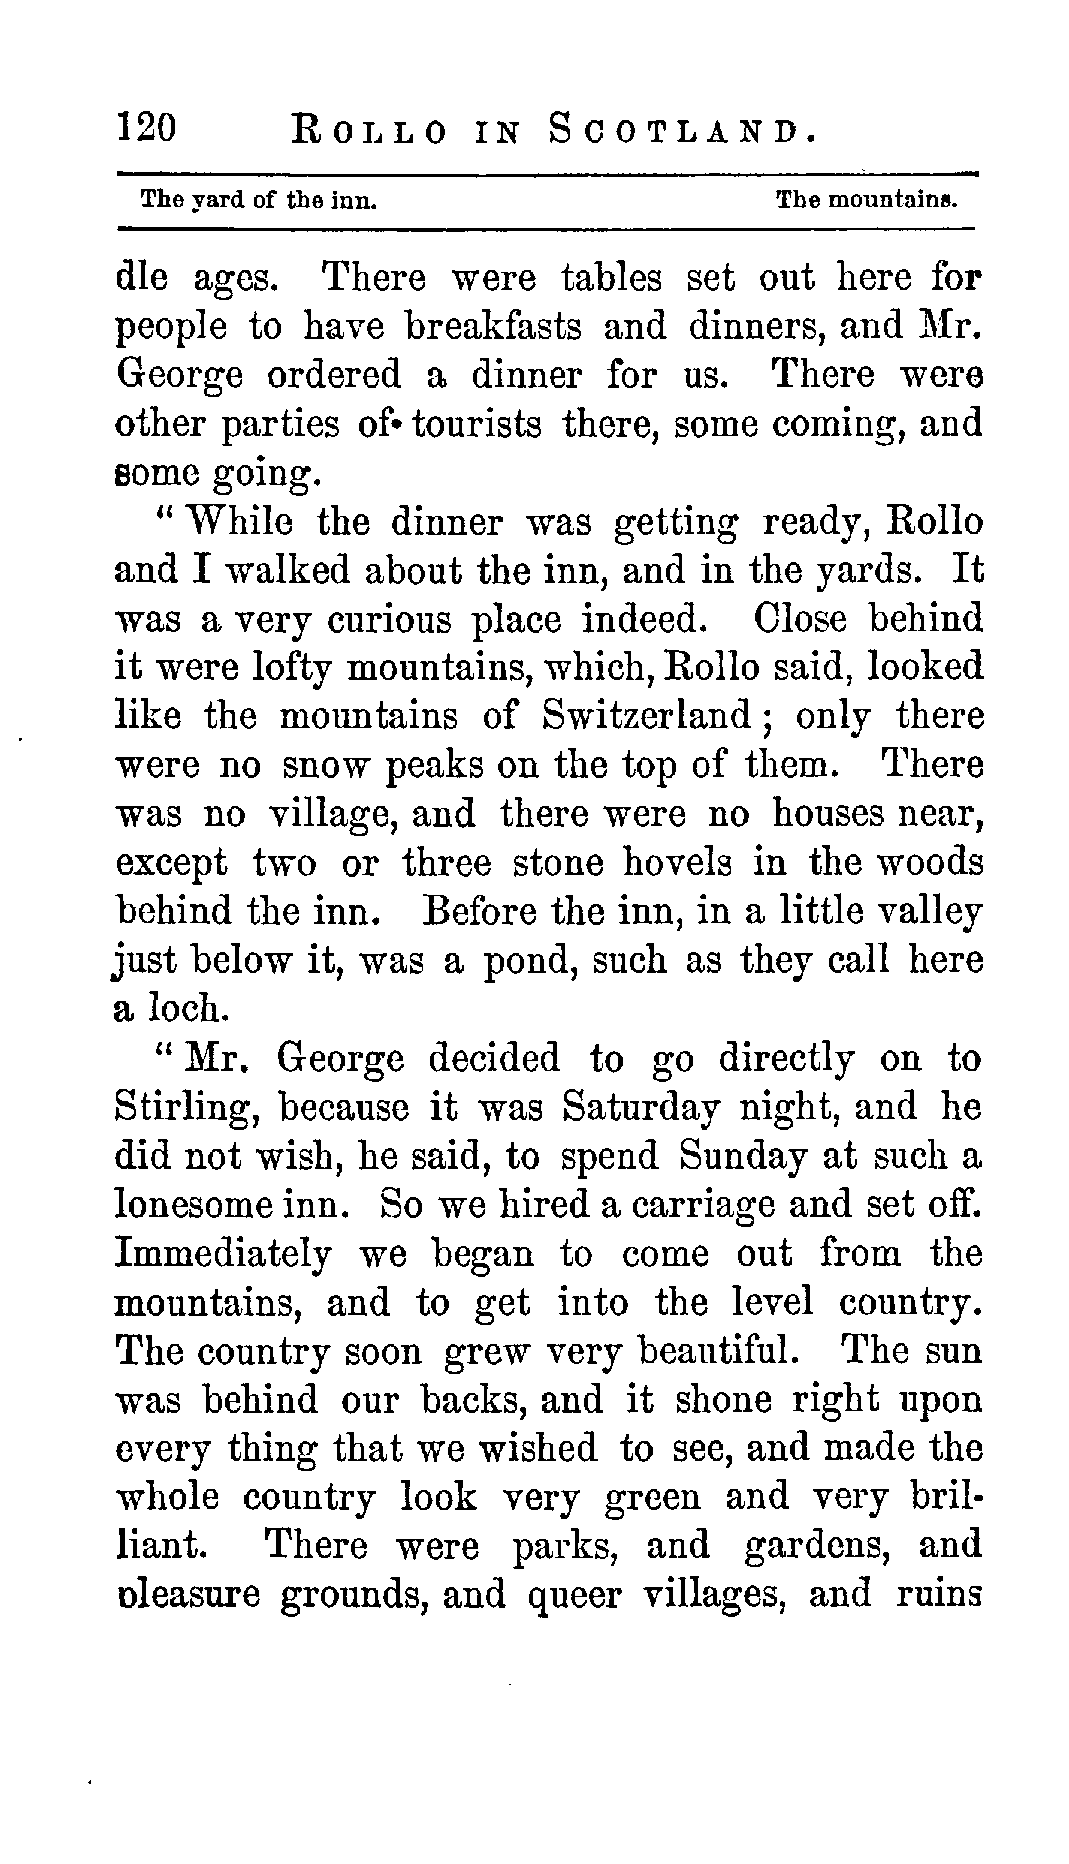 120 ROLLO IN SCOTLAND.
The yard of the inn. The mountains.
dle ages. There were tables set out here for
people to have breakfasts and dinners, and Mr.
George ordered a dinner for us. There were
other parties of tourists there, some coming, and
some going.
“ While the dinner was getting ready, Rollo
and I walked about the inn, and in the yards. It
was a very curious place indeed. Close behind
it were lofty mountains, which, Rollo said, looked
like the mountains of Switzerland ; only there
were no snow peaks on the top of them. There
was no village, and there were no houses near,
except two or three stone hovels in the woods
behind the inn. Before the inn, in a little valley
just below it, was a pond, such as they call here
a loch.
“ Mr. George decided to go directly on to
Stirling, because it was Saturday night, and he
did not wish, he said, to spend Sunday at such a
lonesome inn. So we hired a carriage and set off.
Immediately we began to come out from the
mountains, and to get into the level country.
The country soon grew very beautiful. The sun
was behind our backs, and it shone right upon
every thing that we wished to see, and made the
whole country look very green and very bril-
liant. There were parks, and gardens, and
pleasure grounds, and queer villages, and ruins